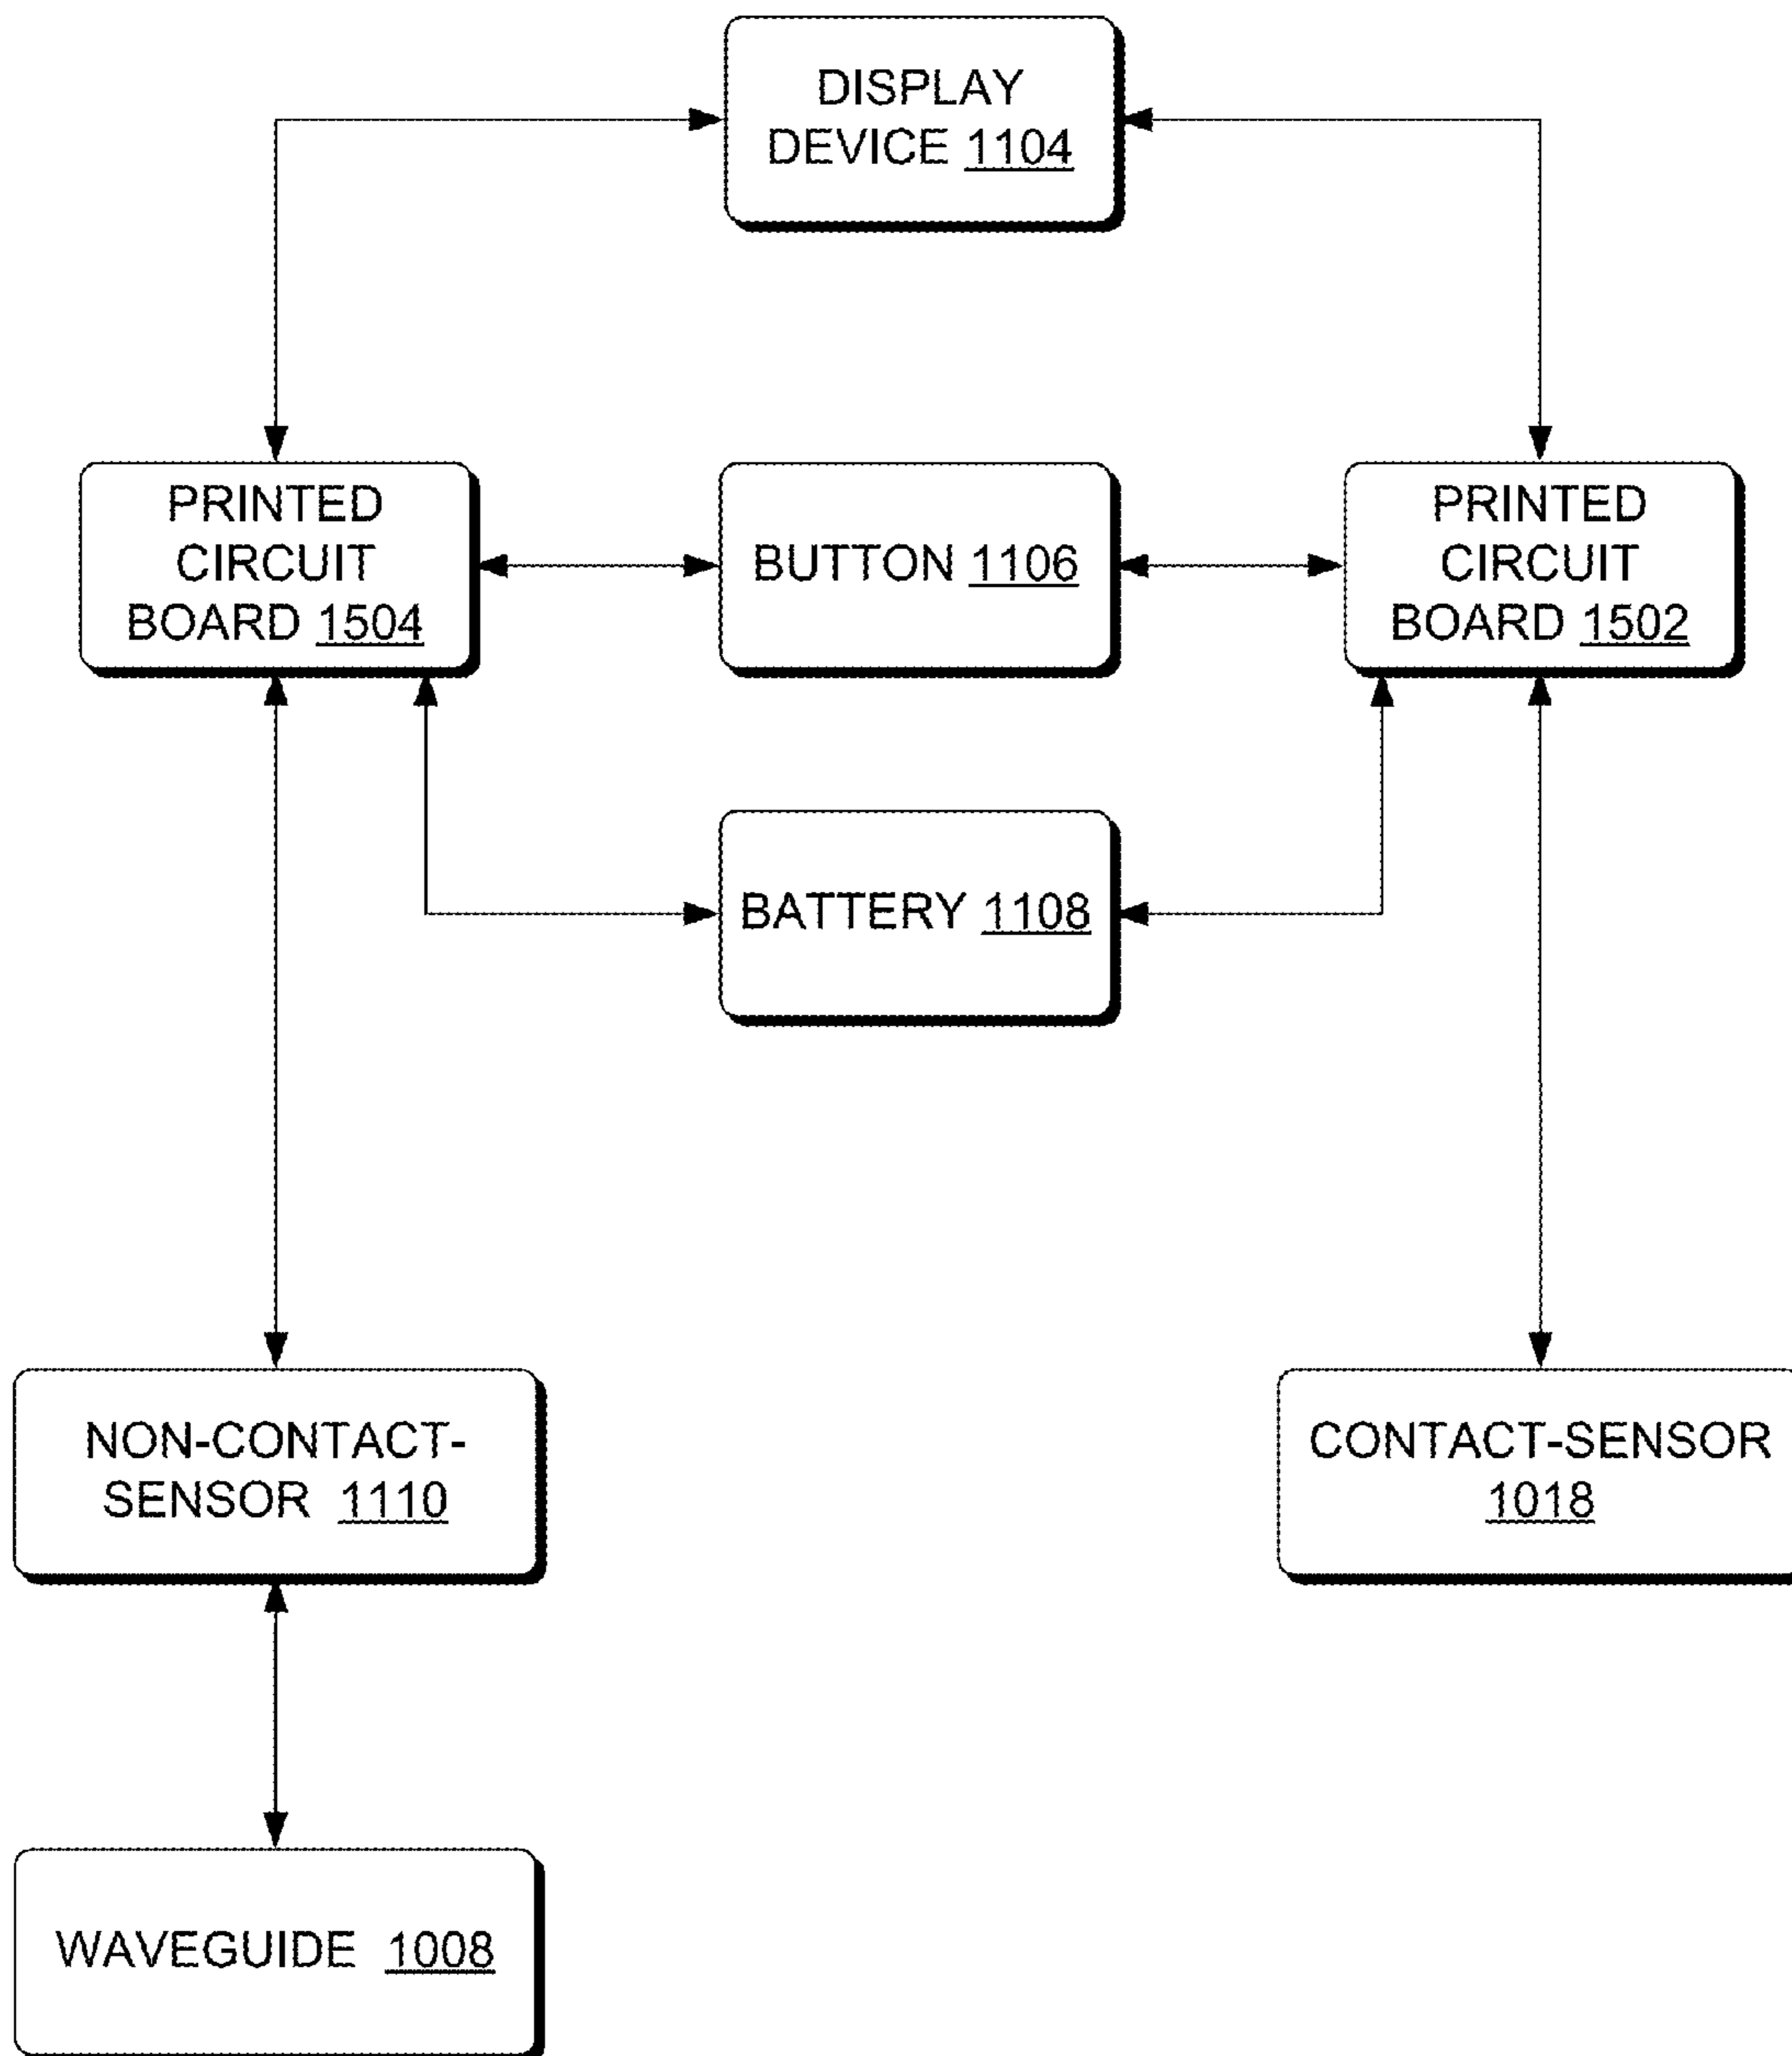 DISPLAY
DEVICE 1104
PRINTED
CIRCUIT
BOARD 1504
BUTTON 1106
PRINTED
CIRCUIT
BOARD 1502
BATTERY 1108
NON-CONTACT-
SENSOR 1110
CONTACT-SENSOR
1018
WAVEGUIDE 1008